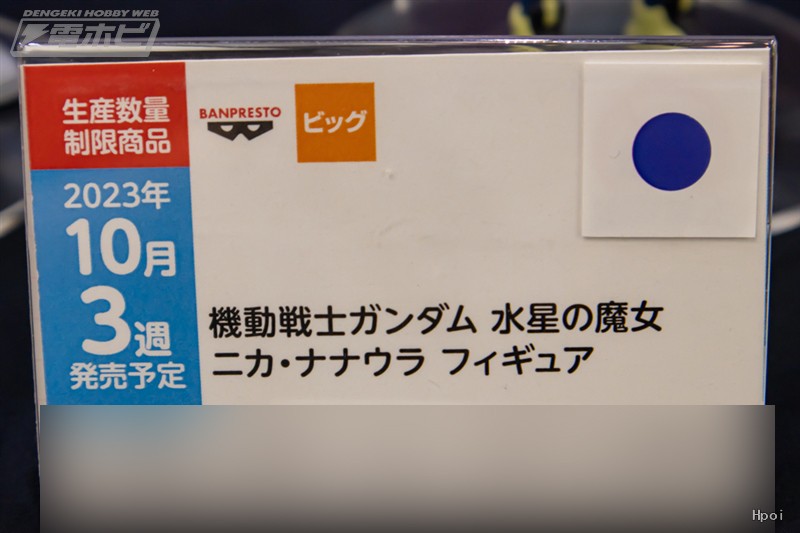 DENGEKI HOBBY WEB
電ホビ
生産数量
制限商品
2023年
10月
3週
発売予定
BANPRESTO
ビッグ
機動戦士ガンダム 水星の魔女
ニカ・ナナウラ フィギュア
Hpoi